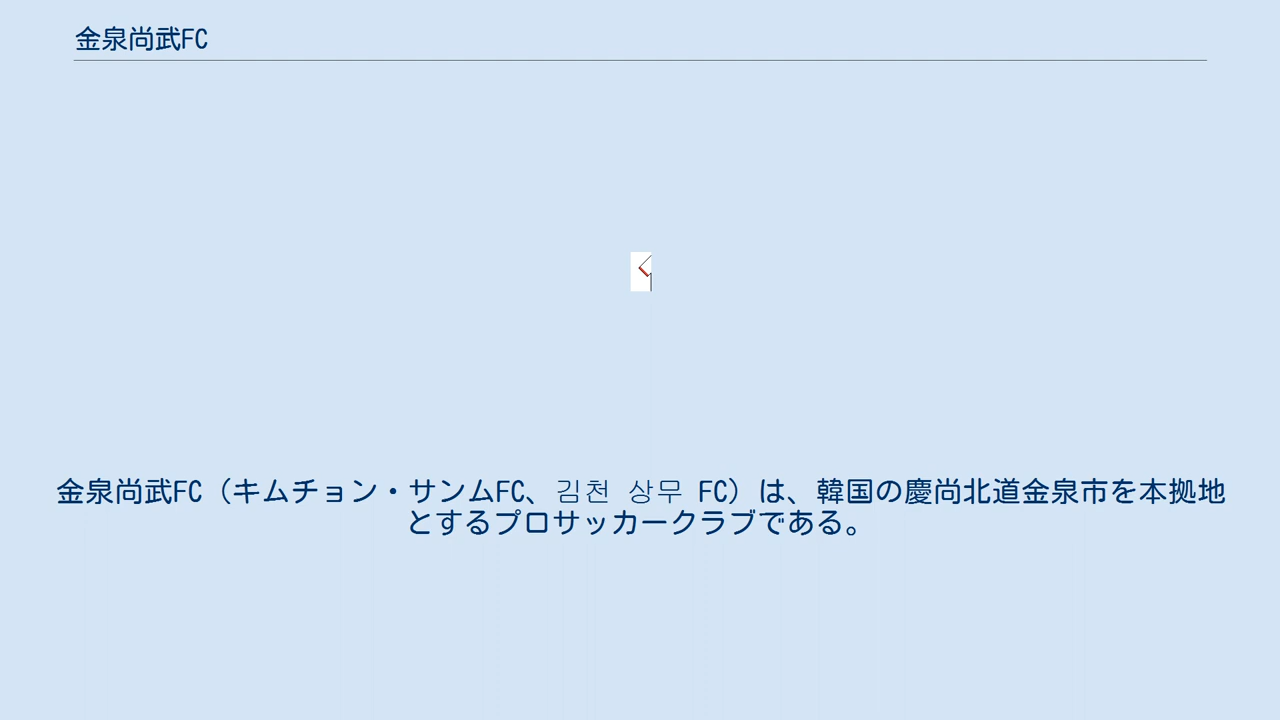 金泉尚武FC
金泉尚武FC（キムチョン・サンムFC、김천 상무 FC）は、韓国の慶尚北道金泉市を本拠地
とするプロサッカークラブである。